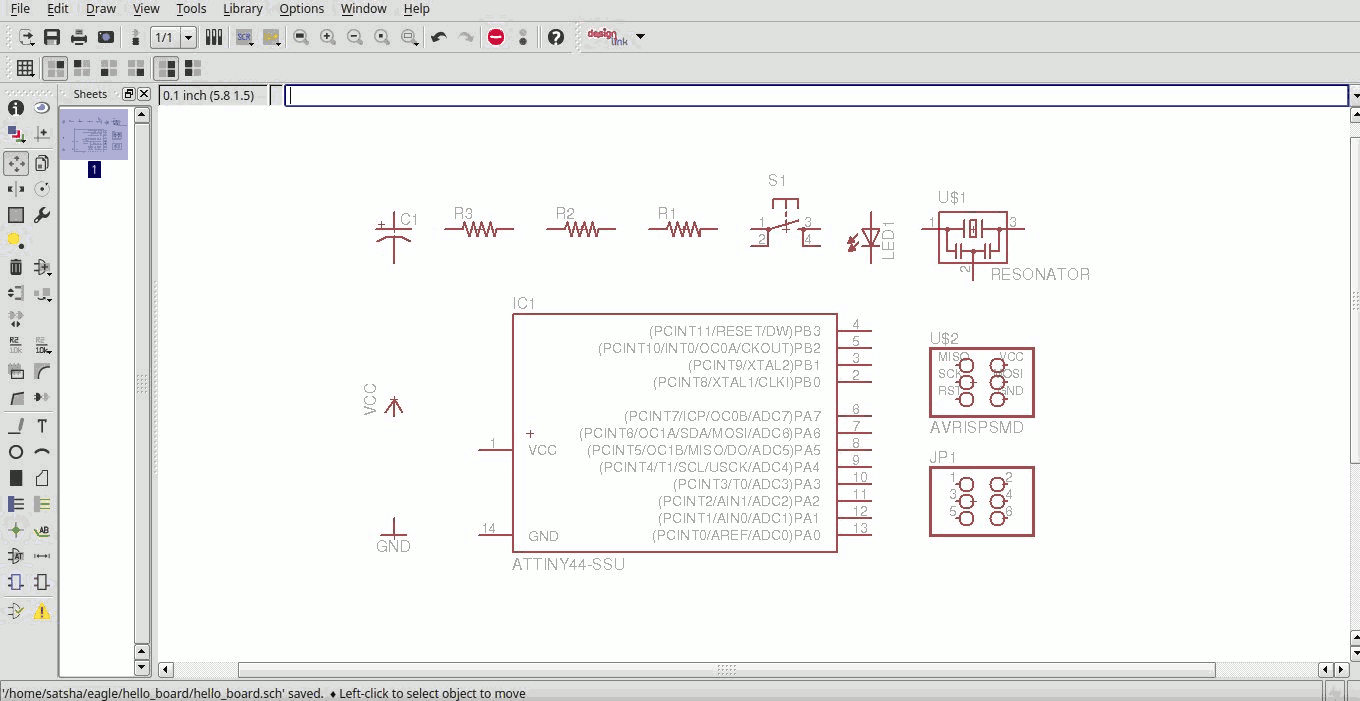 File Edit Draw View Tools Library Options Window Help
1/1 SCR design link
Sheets 0.1 inch (5.8 1.5)
1
S1
C1 R3 R2 R1 1 3 2 4 LED1 U$1 1 3 2
RESONATOR
IC1
(PCINT11/RESET/DW)PB3 4
(PCINT10/INT0/OC0A/CKOUT)PB2 5
(PCINT9/XTAL2)PB1 3
(PCINT8/XTAL1/CLKI)PB0 2
(PCINT7/ICP/OC0B/ADC7)PA7 6
(PCINT6/OC1A/SDA/MOSI/ADC6)PA6 7
1 VCC (PCINT5/OC1B/MISO/DO/ADC5)PA5 8
(PCINT4/T1/SCL/USCK/ADC4)PA4 9
(PCINT3/T0/ADC3)PA3 10
(PCINT2/AIN1/ADC2)PA2 11
(PCINT1/AIN0/ADC1)PA1 12
14 GND (PCINT0/AREF/ADC0)PA0 13
ATTINY44-SSU
VCC
GND
U$2
MISO VCC
SCK MOSI
RST GND
AVRISPSMD
JP1
1 2
3 4
5 6
R2 R2
10k 10k
T
AB
'/home/satsha/eagle/hello_board/hello_board.sch' saved. ♦ Left-click to select object to move